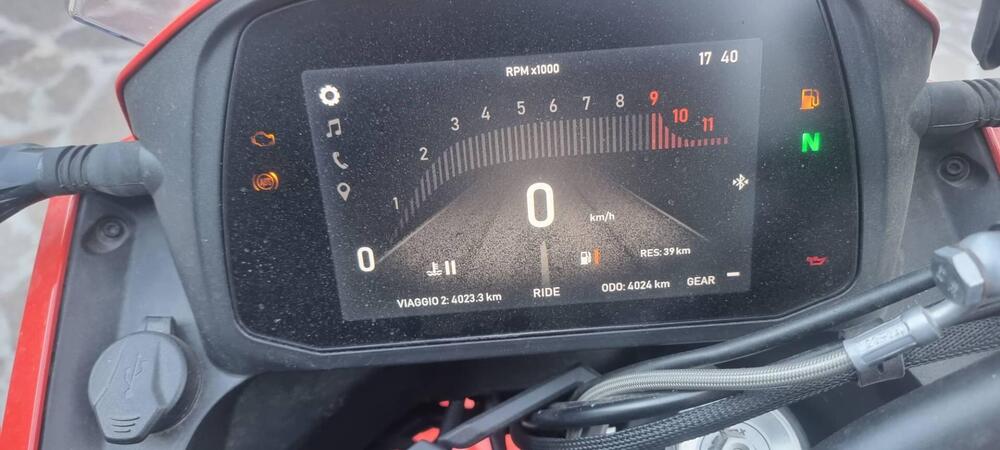 RPM x1000
17 40
1 2 3 4 5 6 7 8 9 10 11
0
0
km/h
RES: 39 km
VIAGGIO 2: 4023.3 km
RIDE
ODO: 4024 km
GEAR –
N
ABS